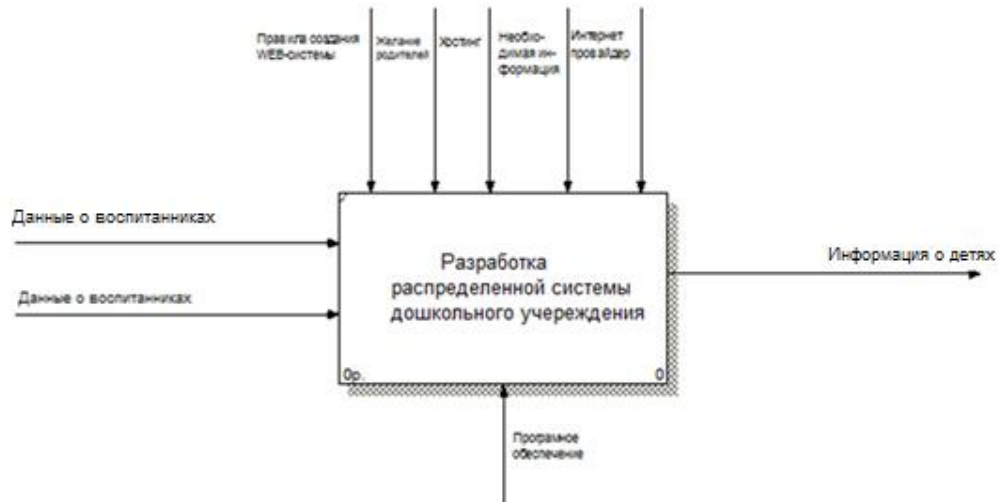 Правила создания
WEB-системы
Желание
родителей
Хостинг
Необхо-
димая ин-
формация
Интернет
провайдер
Данные о воспитанниках
Данные о воспитанниках
Разработка
распределенной системы
дошкольного учереждения
0р.
0
Информация о детях
Програмное
обеспечение